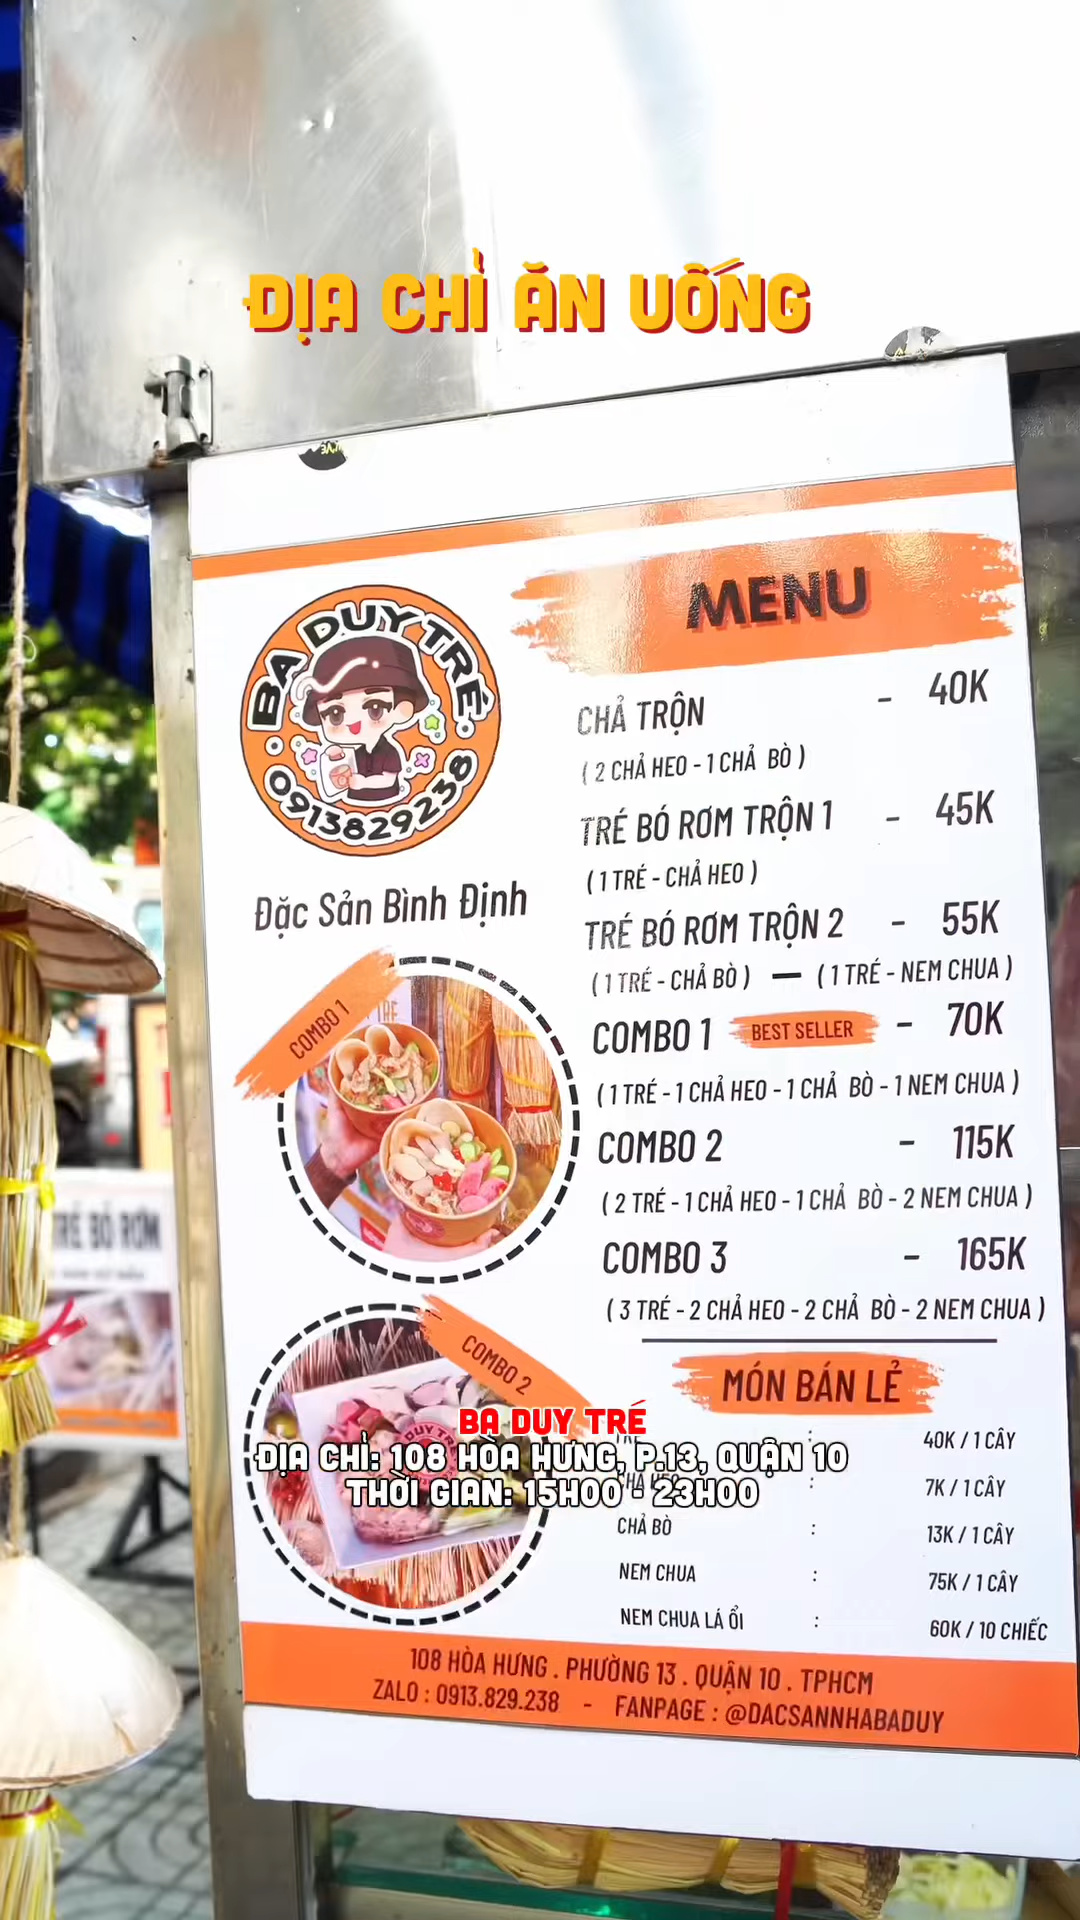 ĐỊA CHỈ ĂN UỐNG
MENU
BA DUY TRÉ
0913829238
Đặc Sản Bình Định
CHẢ TRỘN - 40K
( 2 CHẢ HEO - 1 CHẢ BÒ )
TRÉ BÓ RƠM TRỘN 1 - 45K
( 1 TRÉ - CHẢ HEO )
TRÉ BÓ RƠM TRỘN 2 - 55K
( 1 TRÉ - CHẢ BÒ ) — ( 1 TRÉ - NEM CHUA )
COMBO 1 BEST SELLER - 70K
( 1 TRÉ - 1 CHẢ HEO - 1 CHẢ BÒ - 1 NEM CHUA )
COMBO 2 - 115K
( 2 TRÉ - 1 CHẢ HEO - 1 CHẢ BÒ - 2 NEM CHUA )
COMBO 3 - 165K
( 3 TRÉ - 2 CHẢ HEO - 2 CHẢ BÒ - 2 NEM CHUA )
COMBO 1
COMBO 2
MÓN BÁN LẺ
: 40K / 1 CÂY
: 7K / 1 CÂY
CHẢ BÒ : 13K / 1 CÂY
NEM CHUA : 75K / 1 CÂY
NEM CHUA LÁ ỔI : 60K / 10 CHIẾC
BA DUY TRÉ
ĐỊA CHỈ: 108 HÒA HƯNG, P.13, QUẬN 10
THỜI GIAN: 15H00 - 23H00
108 HÒA HƯNG . PHƯỜNG 13 . QUẬN 10 . TPHCM
ZALO : 0913.829.238 - FANPAGE : @DACSANNHABADUY
TRÉ BÓ RƠM